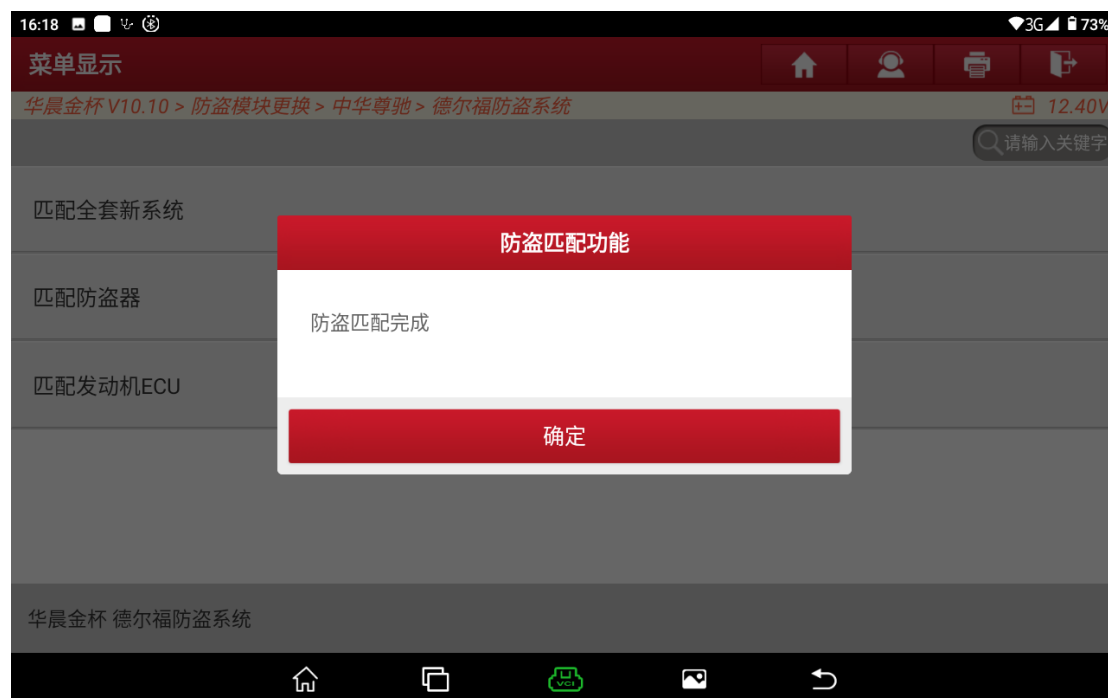 16:18 3G 73%
菜单显示
华晨金杯 V10.10 > 防盗模块更换 > 中华尊驰 > 德尔福防盗系统 12.40V
请输入关键字
匹配全套新系统
防盗匹配功能
匹配防盗器
防盗匹配完成
匹配发动机ECU
确定
华晨金杯 德尔福防盗系统
VCI